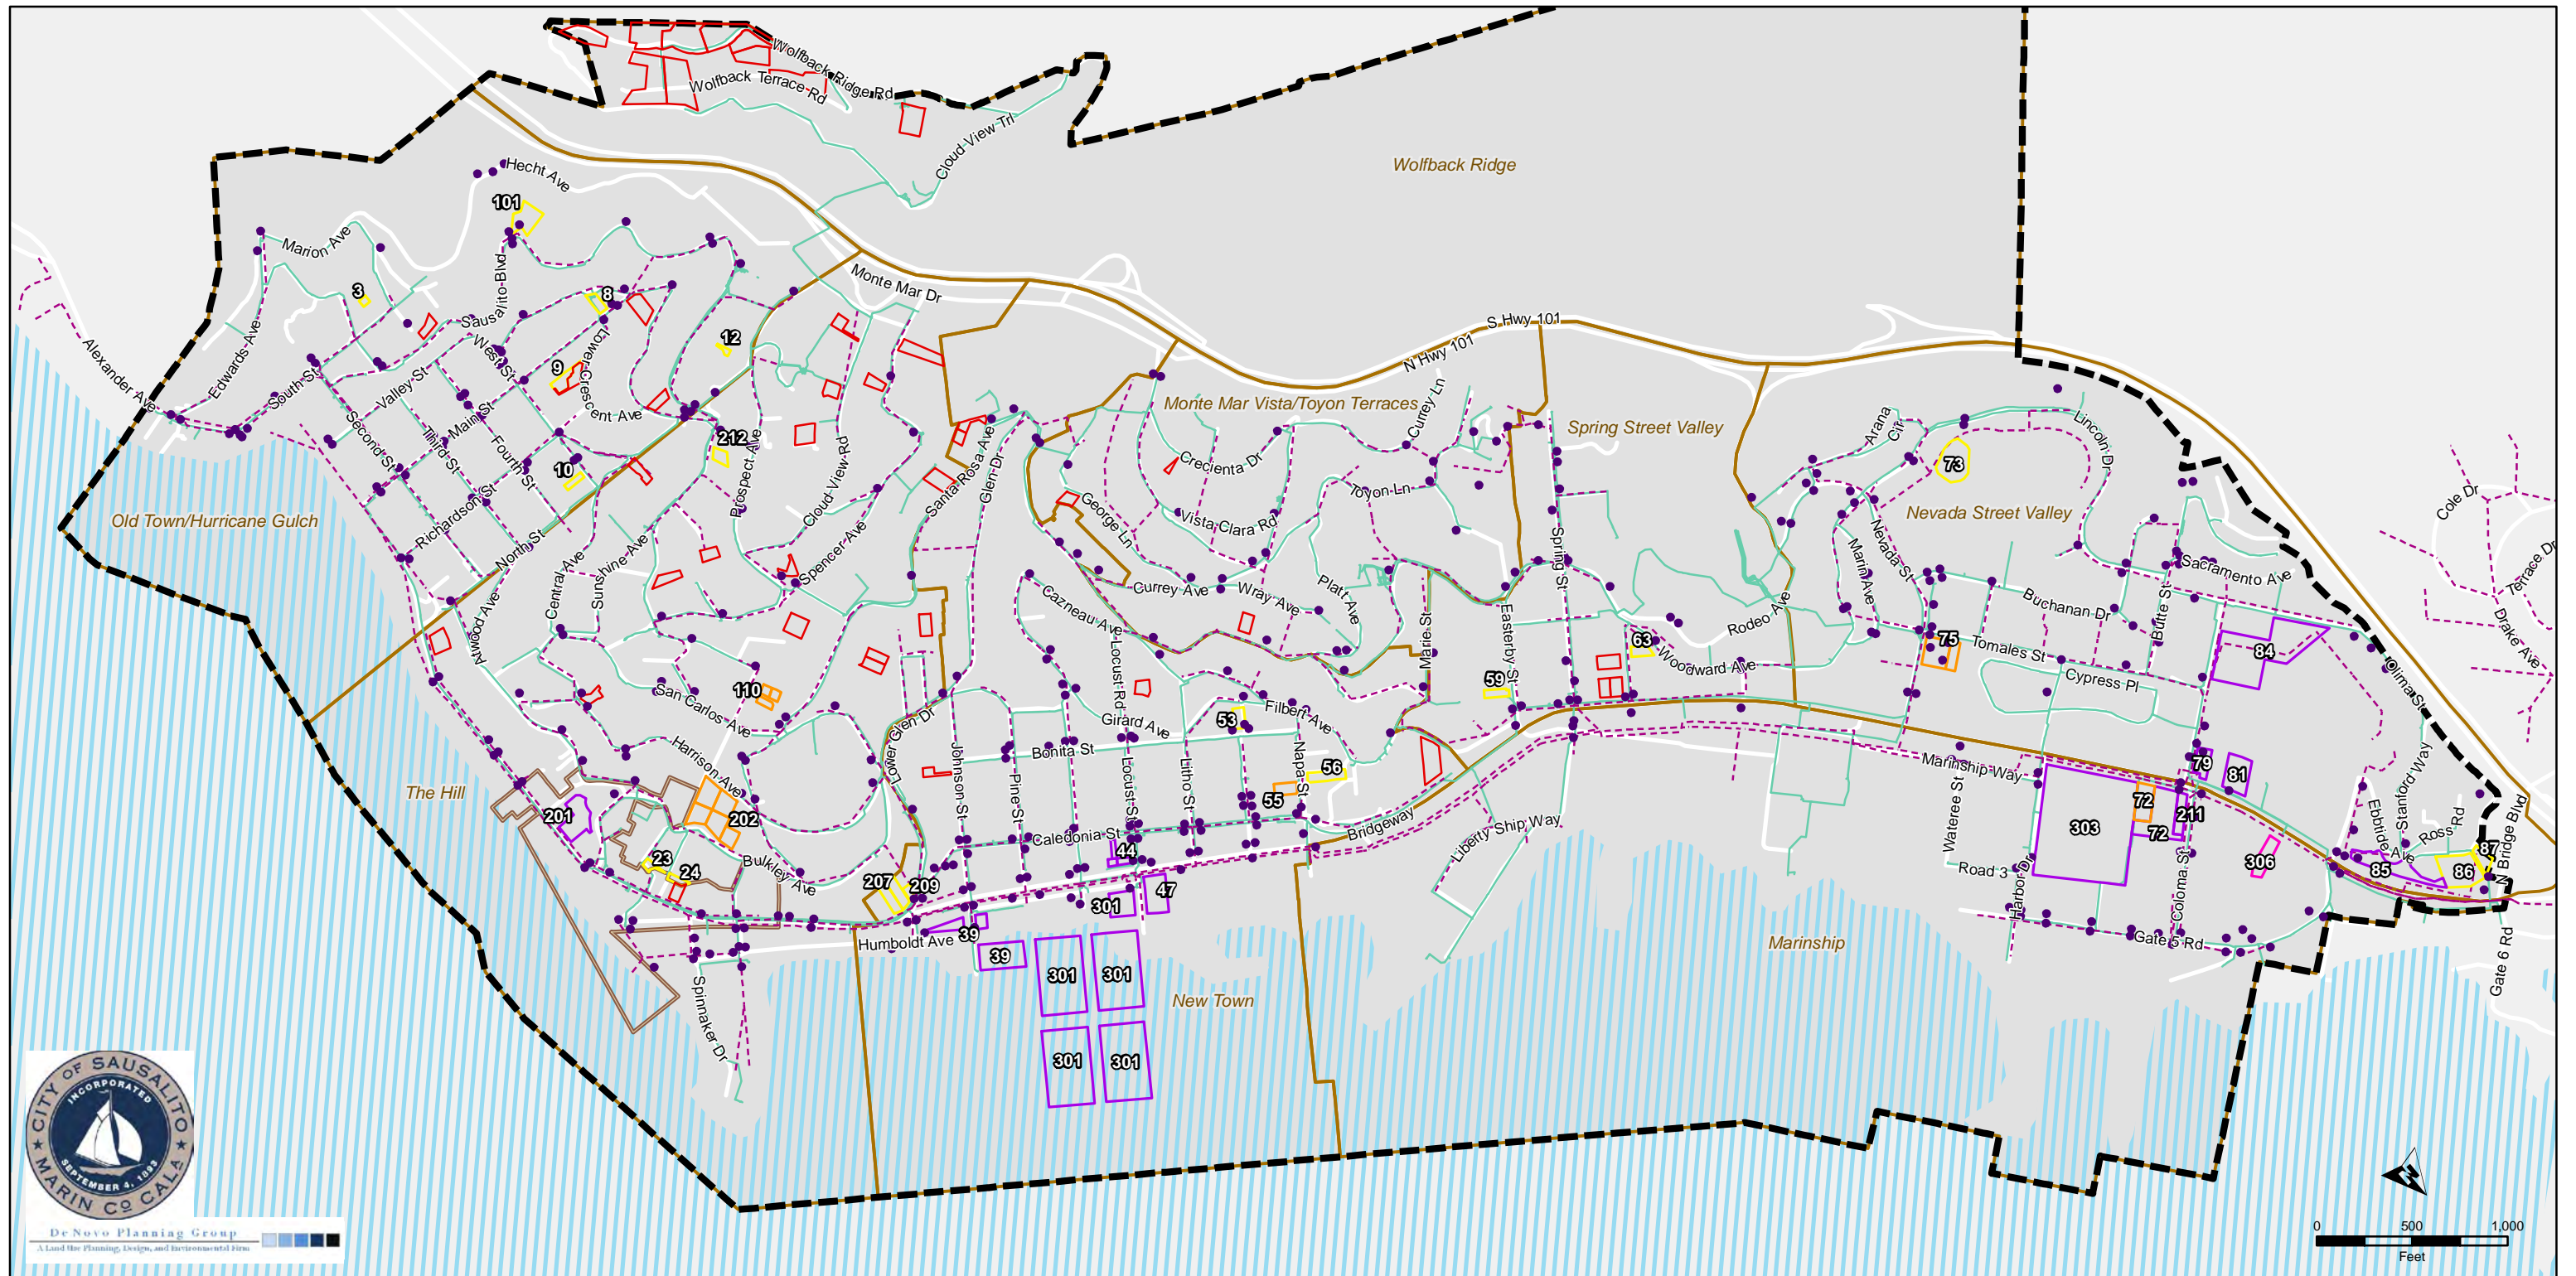 Wolfback Ridge Rd
Wolfback Terrace Rd
Cloud View Trl
Wolfback Ridge
Hecht Ave
101
Marion Ave
3
Sausalito Blvd
8
Monte Mar Dr
12
S Hwy 101
N Hwy 101
Alexander Ave
Edwards Ave
South St
Valley St
West St
9
Lower Crescent Ave
Main St
Second St
Third St
Fourth St
10
212
Prospect Ave
Cloud View Rd
Santa Rosa Ave
Glen Dr
Monte Mar Vista/Toyon Terraces
Currey Ln
Crecienta Dr
Toyon Ln
George Ln
Vista Clara Rd
Spring Street Valley
Arana Cir
73
Lincoln Dr
Nevada Street Valley
Cole Dr
Terrace Dr
Drake Ave
Old Town/Hurricane Gulch
Richardson St
North St
Central Ave
Sunshine Ave
Atwood Ave
Spencer Ave
Cazneau Ave
Currey Ave
Wray Ave
Platt Ave
Marie St
Easterby St
Spring St
63
Woodward Ave
Rodeo Ave
Marin Ave
Nevada St
Buchanan Dr
Butte St
Sacramento Ave
75
Tomales St
Cypress Pl
84
Olima St
110
San Carlos Ave
Harrison Ave
Lower Glen Dr
Locust Rd
Girard Ave
53
Filbert Ave
59
Bonita St
Johnson St
Pine St
Locust St
Litho St
Napa St
56
55
Marinship Way
79
81
The Hill
201
202
23
24
Bulkley Ave
207
209
Caledonia St
44
Bridgeway
Liberty Ship Way
Wateree St
303
72
72
211
Road 3
Harbor Dr
Coloma St
306
Ebbtide Ave
Stanford Way
Ross Rd
85
86
87
N Bridge Blvd
Humboldt Ave
39
39
301
47
301
301
301
301
New Town
Marinship
Gate 5 Rd
Gate 6 Rd
Spinnaker Dr
CITY OF SAUSALITO
INCORPORATED
SEPTEMBER 4, 1893
MARIN CO CALA
De Novo Planning Group
A Land Use Planning, Design, and Environmental Firm
N
0 500 1,000
Feet